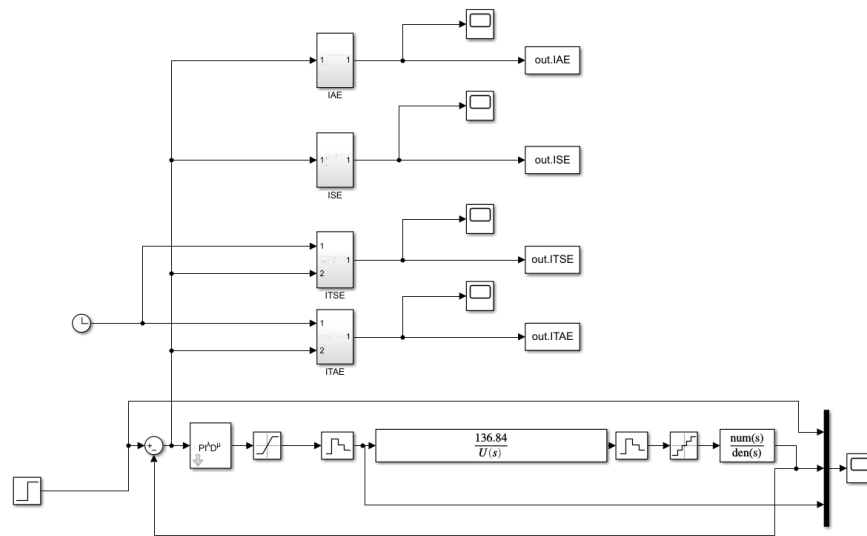 1 1
out.IAE
IAE
1 1
out.ISE
ISE
1
2
1
out.ITSE
ITSE
1
2
1
out.ITAE
ITAE
+
−
PI^λD^μ
136.84
U(s)
num(s)
den(s)